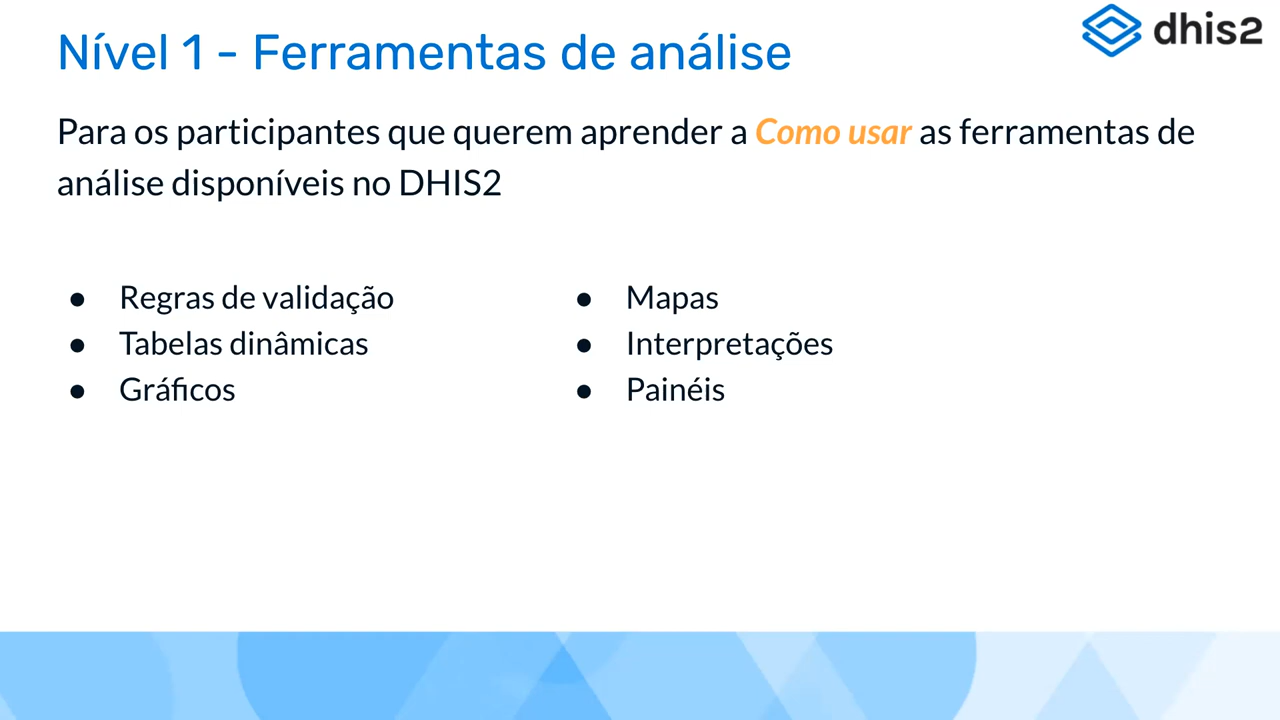 Nível 1 - Ferramentas de análise
dhis2
Para os participantes que querem aprender a Como usar as ferramentas de
análise disponíveis no DHIS2
● Regras de validação
● Tabelas dinâmicas
● Gráficos
● Mapas
● Interpretações
● Painéis